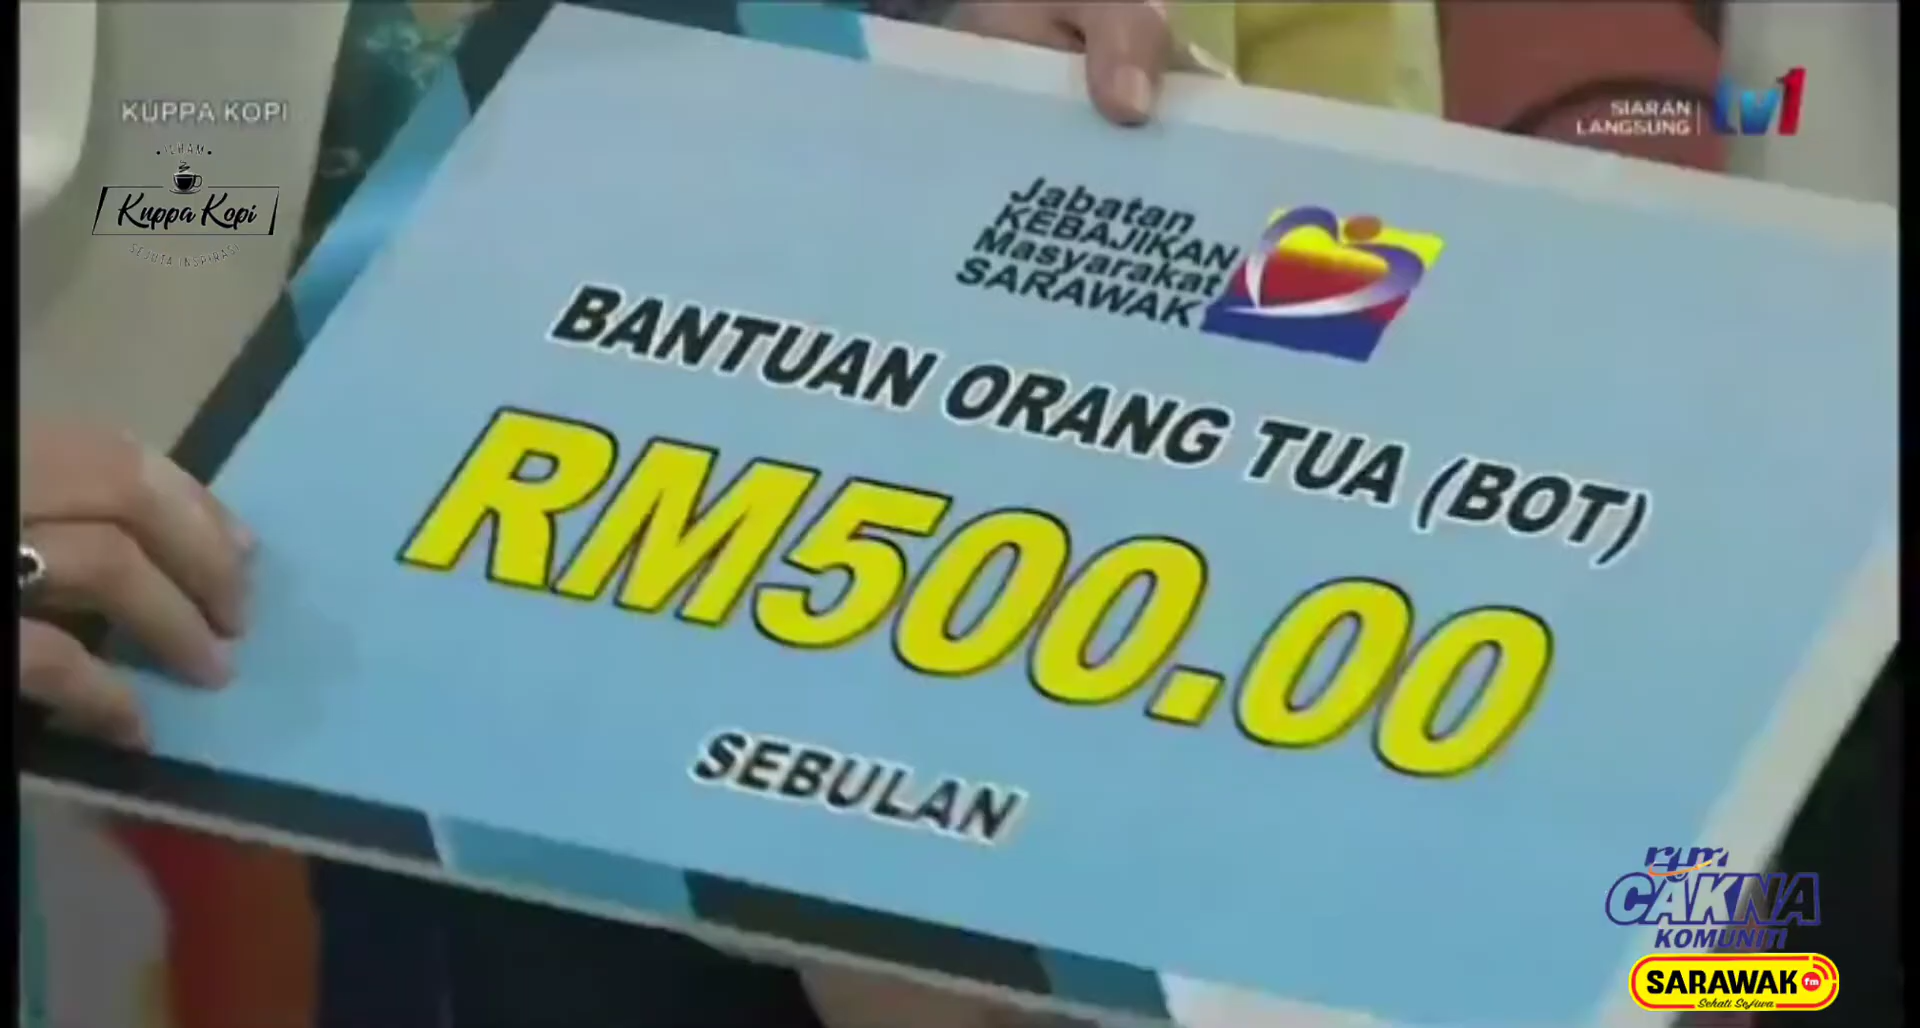 KUPPA KOPI
ILHAM
Kuppa Kopi
SEJUTA INSPIRASI
SIARAN
LANGSUNG
tv1
Jabatan
KEBAJIKAN
Masyarakat
SARAWAK
BANTUAN ORANG TUA (BOT)
RM500.00
SEBULAN
rtm
CAKNA
KOMUNITI
SARAWAK fm
Sehati Sejiwa